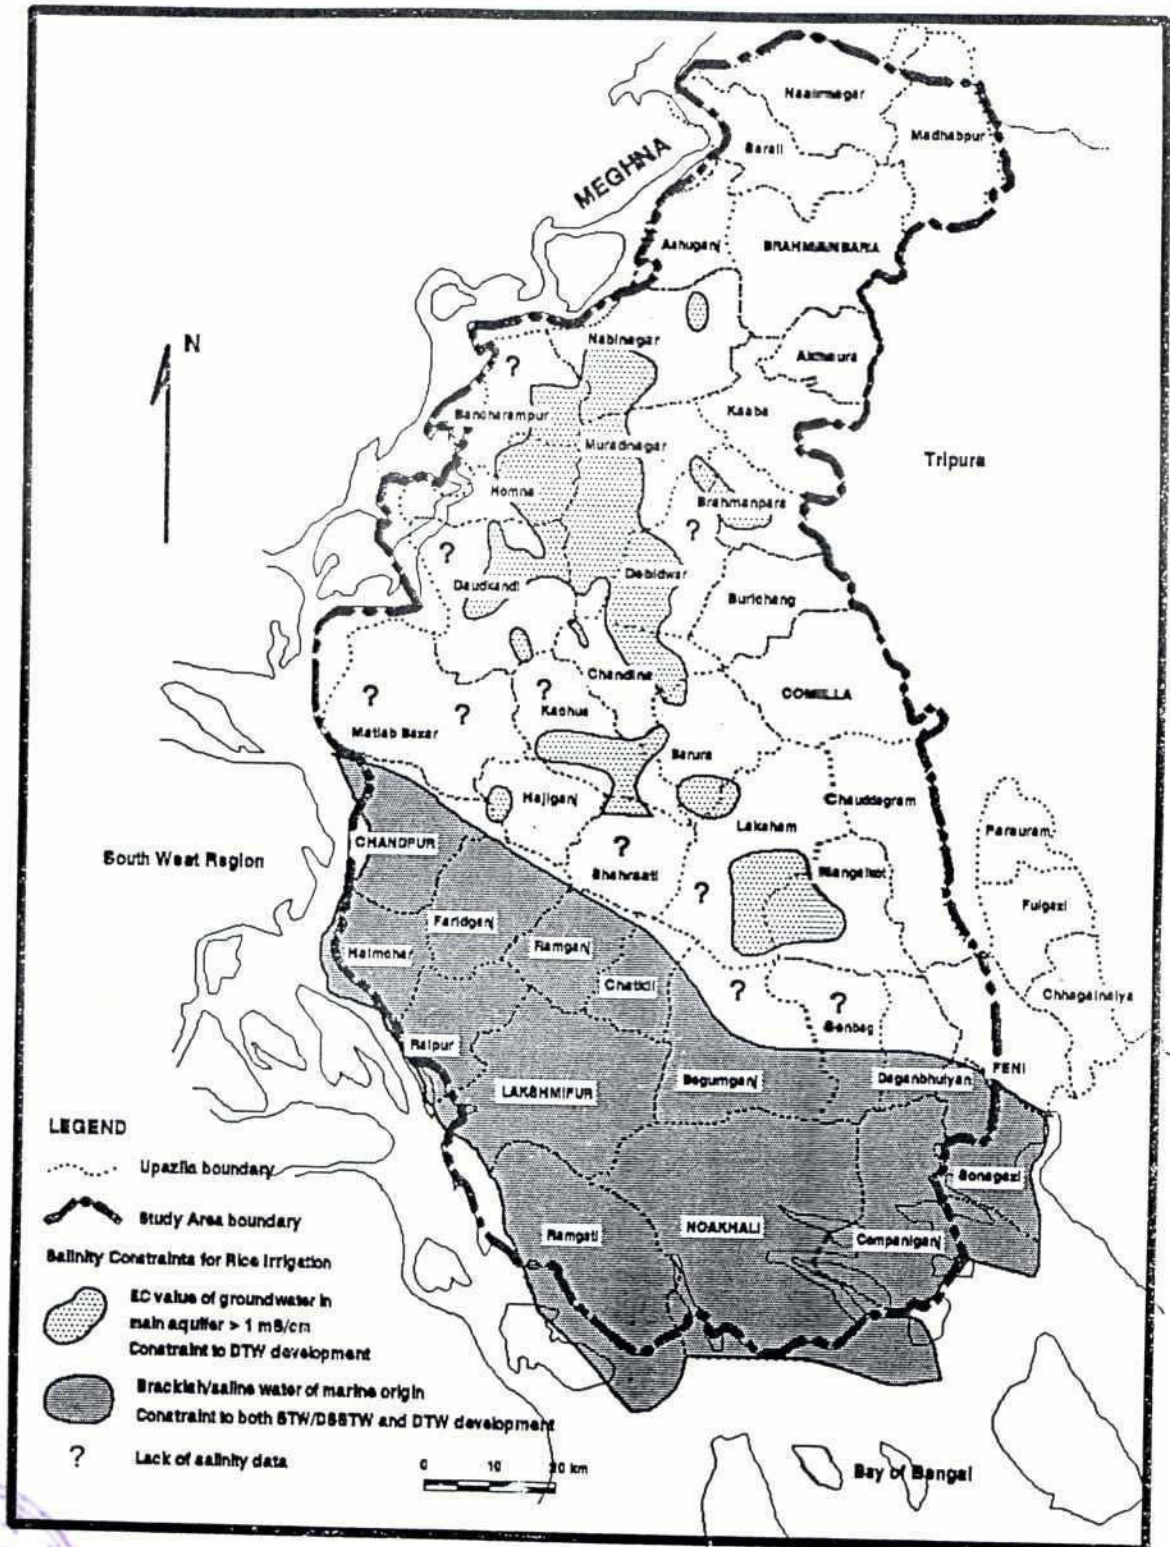 Nasirnagar
Madhabpur
Sarail
MEGHNA
Ashuganj
BRAHMANBARIA
N
Nabinagar
Akhaura
?
Bancharampur
Kasba
Muradnagar
Tripura
Homna
Brahmanpara
?
?
Daudkandi
Debidwar
Burichang
Chandina
COMILLA
?
?
Kachua
?
Matlab Bazar
Barura
Hajiganj
Chauddagram
Laksham
Parauram
South West Region
CHANDPUR
?
Shahrasti
Nangalkot
?
Fulgazi
Faridganj
Haimchar
Ramganj
Chatkil
?
?
Chhagalnaiya
Senbag
Raipur
FENI
LAKSHMIPUR
Begumganj
Daganbhuiyan
Sonagazi
Ramgati
NOAKHALI
Companiganj
LEGEND
Upazila boundary
Study Area boundary
Salinity Constraints for Rice Irrigation
EC value of groundwater in
main aquifer > 1 mS/cm
Constraint to DTW development
Brackish/saline water of marine origin
Constraint to both STW/DSSTW and DTW development
? Lack of salinity data
0 10 20 km
Bay of Bangal